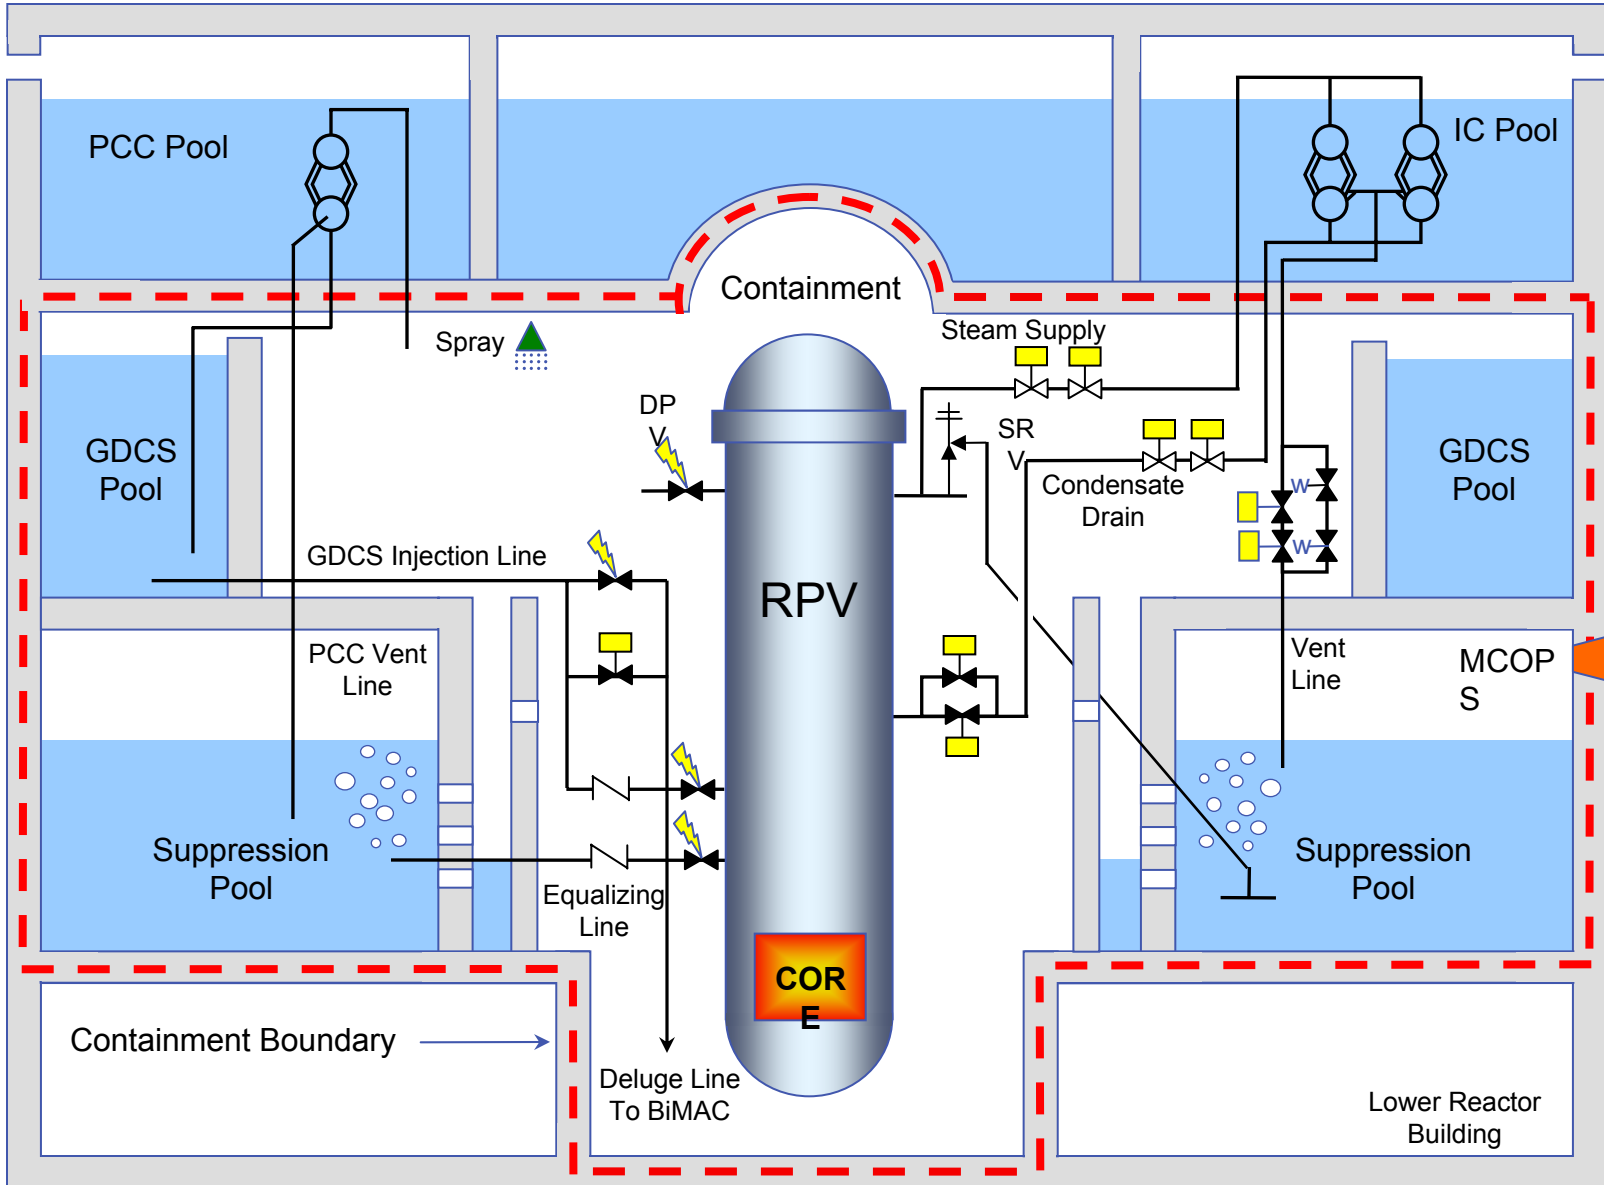 PCC Pool
IC Pool
Containment
Steam Supply
Spray
DP
V
SR
V
GDCS
Pool
GDCS
Pool
Condensate
Drain
W
W
GDCS Injection Line
RPV
PCC Vent
Line
Vent
Line
MCOP
S
Suppression
Pool
Suppression
Pool
Equalizing
Line
COR
E
Containment Boundary
Deluge Line
To BiMAC
Lower Reactor
Building